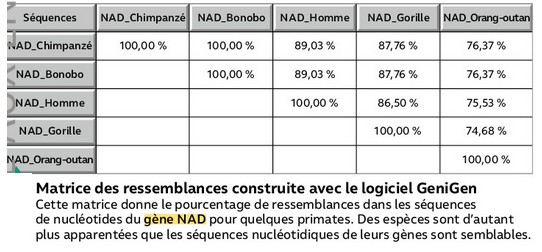 Séquences NAD_Chimpanzé NAD_Bonobo NAD_Homme NAD_Gorille NAD_Orang-outan
NAD_Chimpanzé 100,00 % 100,00 % 89,03 % 87,76 % 76,37 %
NAD_Bonobo 100,00 % 89,03 % 87,76 % 76,37 %
NAD_Homme 100,00 % 86,50 % 75,53 %
NAD_Gorille 100,00 % 74,68 %
NAD_Orang-outan 100,00 %
Matrice des ressemblances construite avec le logiciel GeniGen
Cette matrice donne le pourcentage de ressemblances dans les séquences
de nucléotides du gène NAD pour quelques primates. Des espèces sont d'autant
plus apparentées que les séquences nucléotidiques de leurs gènes sont semblables.